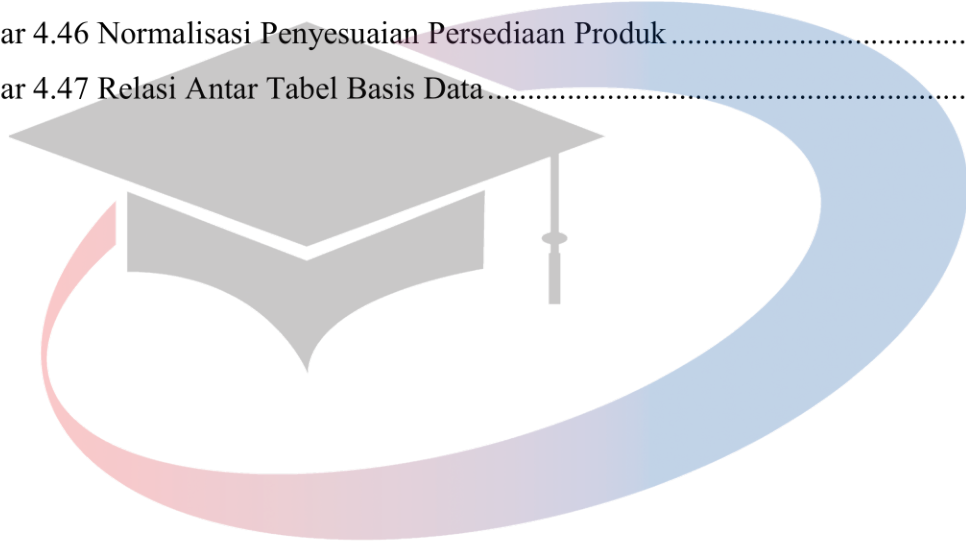 ar 4.46 Normalisasi Penyesuaian Persediaan Produk....................................
ar 4.47 Relasi Antar Tabel Basis Data...........................................................